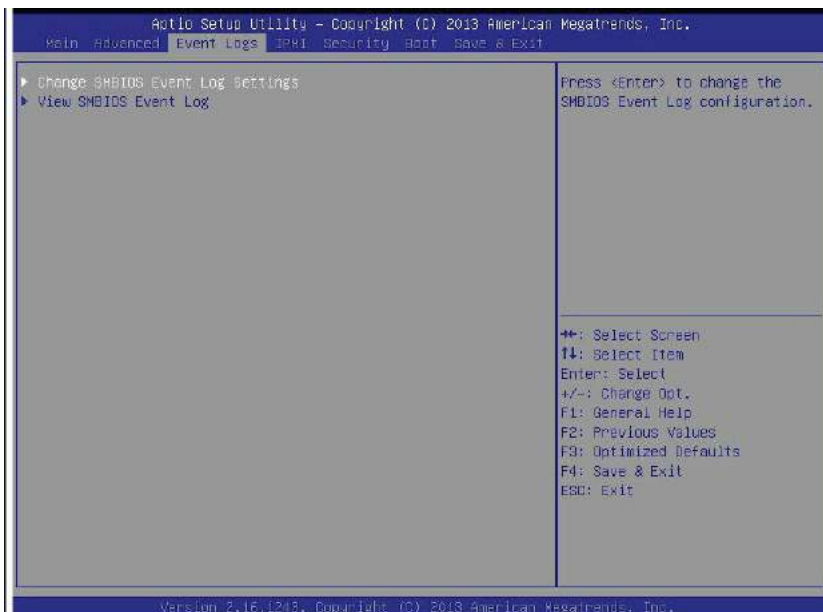 Aptio Setup Utility – Copyright (C) 2013 American Megatrends, Inc.
Main Advanced Event Logs IPMI Security Boot Save & Exit
Change SMBIOS Event Log Settings
View SMBIOS Event Log
Press <Enter> to change the
SMBIOS Event Log configuration.
↔: Select Screen
↑↓: Select Item
Enter: Select
+/-: Change Opt.
F1: General Help
F2: Previous Values
F3: Optimized Defaults
F4: Save & Exit
ESC: Exit
Version 2.16.1243. Copyright (C) 2013 American Megatrends, Inc.